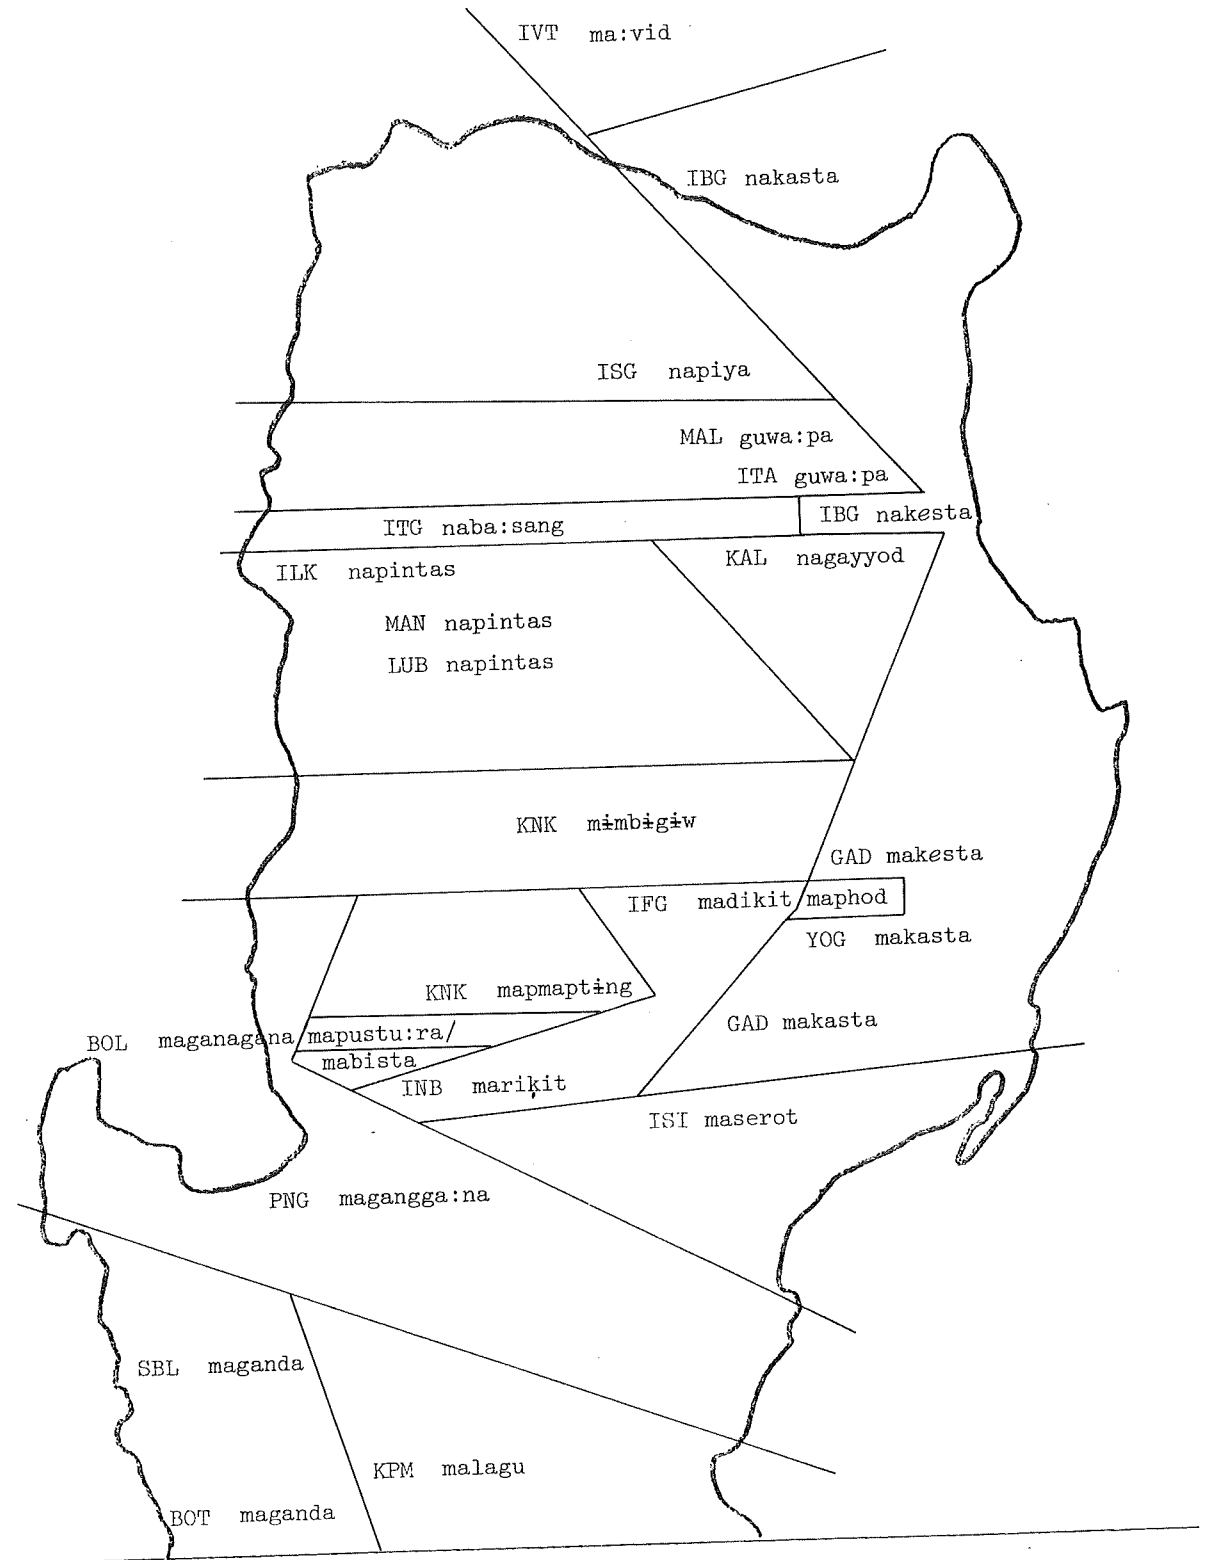 IVT ma:vid
IBG nakasta
ISG napiya
MAL guwa:pa
ITA guwa:pa
IBG nakesta
ITG naba:sang
KAL nagayyod
ILK napintas
MAN napintas
LUB napintas
KNK mɨmbɨgɨw
GAD makesta
IFG madikit maphod
YOG makasta
KNK mapmaptɨng
GAD makasta
BOL maganagana mapustu:ra/
mabista
INB marikit
ISI maserot
PNG magangga:na
SBL maganda
KPM malagu
BOT maganda